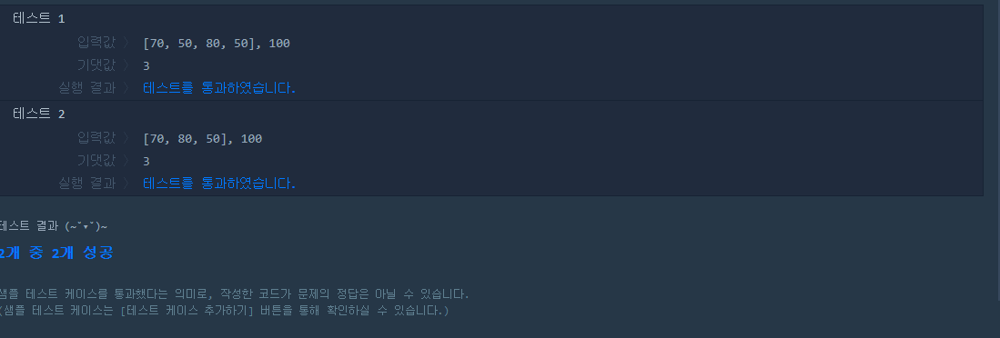 테스트 1
입력값 〉 [70, 50, 80, 50], 100
기댓값 〉 3
실행 결과 〉 테스트를 통과하였습니다.
테스트 2
입력값 〉 [70, 80, 50], 100
기댓값 〉 3
실행 결과 〉 테스트를 통과하였습니다.
테스트 결과 (~˘▾˘)~
2개 중 2개 성공
샘플 테스트 케이스를 통과했다는 의미로, 작성한 코드가 문제의 정답은 아닐 수 있습니다.
(샘플 테스트 케이스는 [테스트 케이스 추가하기] 버튼을 통해 확인하실 수 있습니다.)